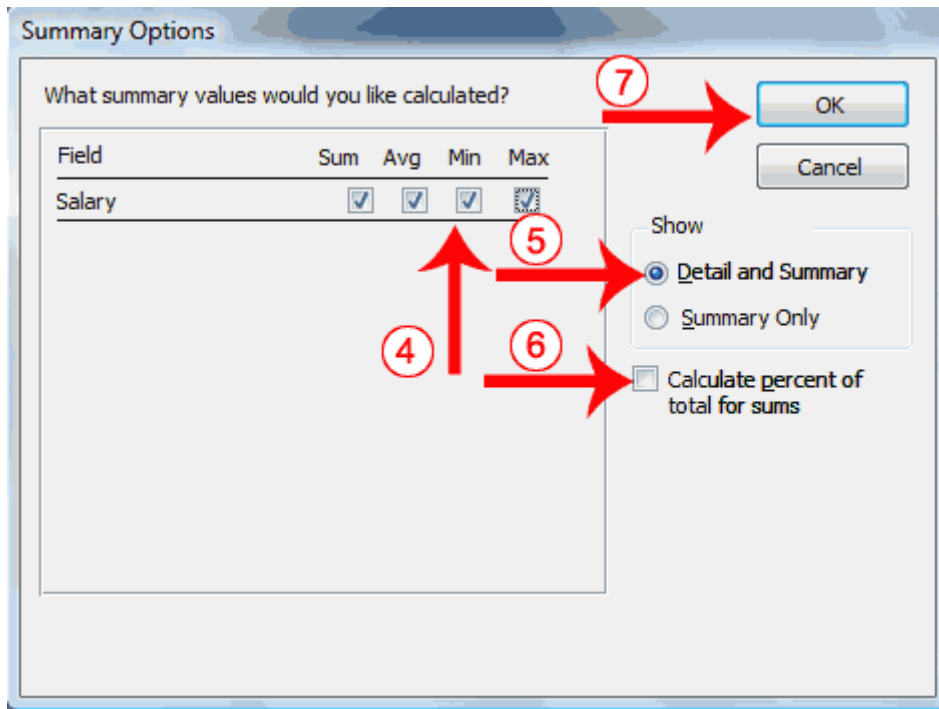 Summary Options
What summary values would you like calculated?
7
OK
Field Sum Avg Min Max
Cancel
Salary
Show
5
Detail and Summary
Summary Only
4
6
Calculate percent of
total for sums